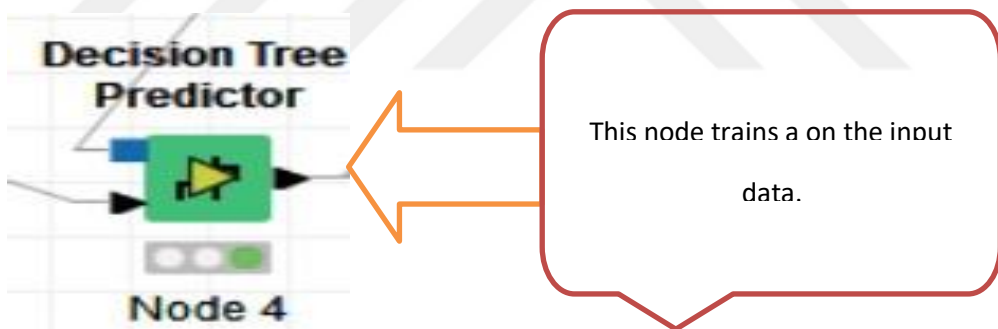 Decision Tree
Predictor
Node 4
This node trains a on the input
data.